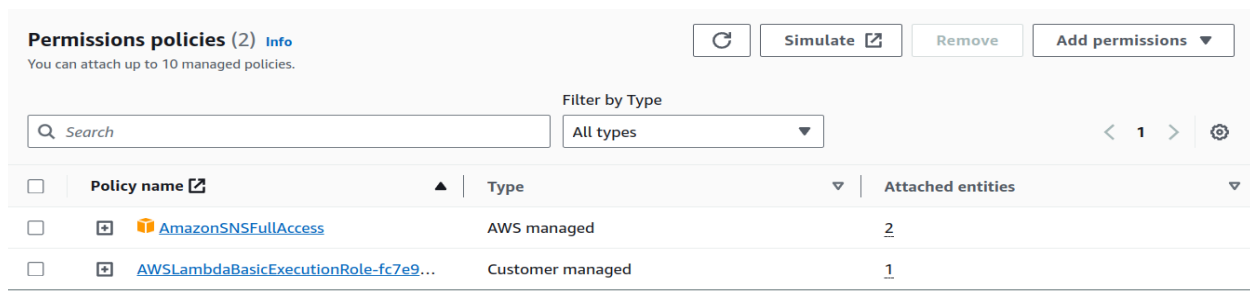 Permissions policies (2) Info
You can attach up to 10 managed policies.
Simulate
Remove
Add permissions
Filter by Type
Search
All types
1
Policy name Type Attached entities
AmazonSNSFullAccess AWS managed 2
AWSLambdaBasicExecutionRole-fc7e9... Customer managed 1